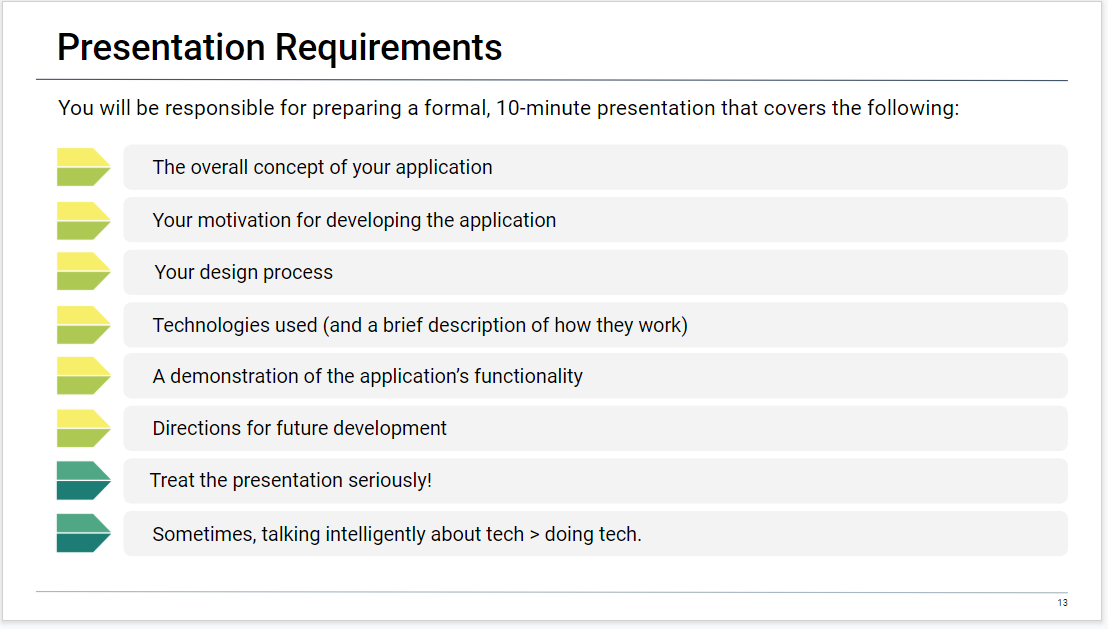 Presentation Requirements
You will be responsible for preparing a formal, 10-minute presentation that covers the following:
The overall concept of your application
Your motivation for developing the application
Your design process
Technologies used (and a brief description of how they work)
A demonstration of the application’s functionality
Directions for future development
Treat the presentation seriously!
Sometimes, talking intelligently about tech > doing tech.
13